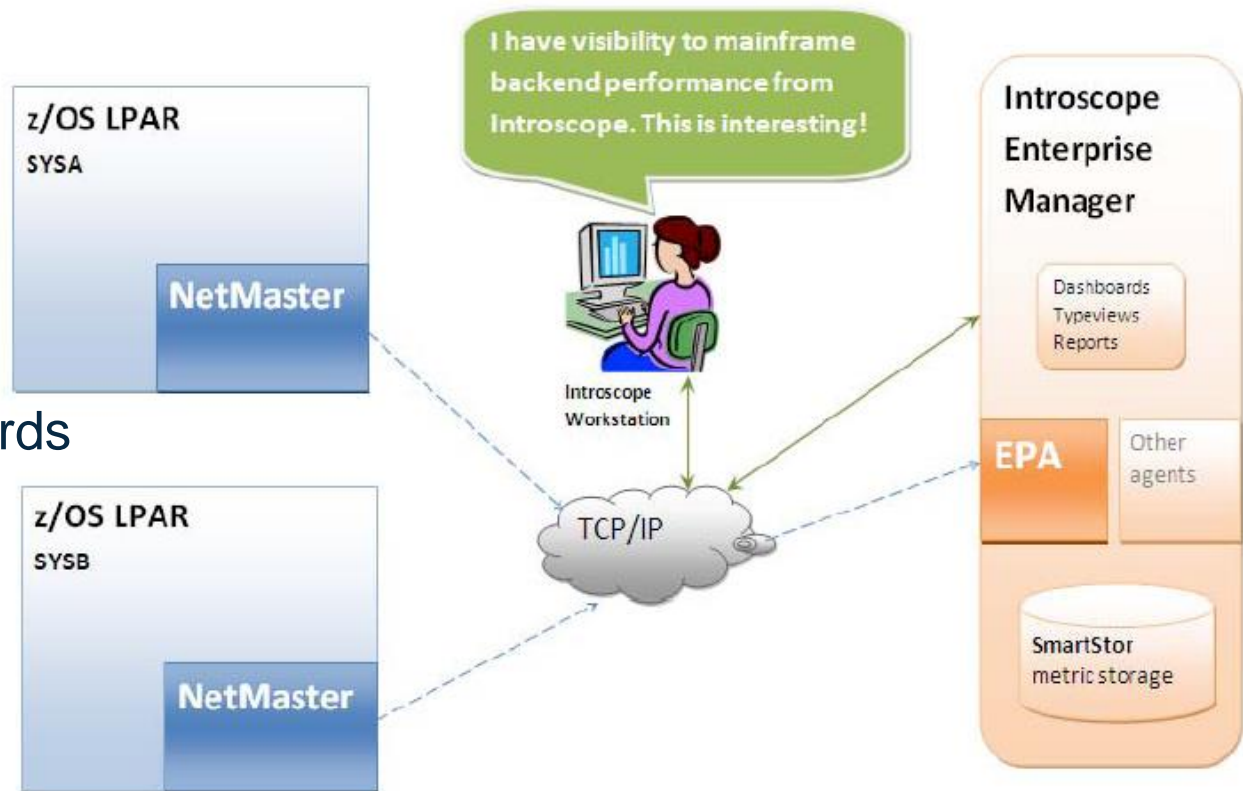 I have visibility to mainframe
backend performance from
Introscope. This is interesting!
z/OS LPAR
SYSA
NetMaster
rds
z/OS LPAR
SYSB
NetMaster
Introscope
Workstation
TCP/IP
Introscope
Enterprise
Manager
Dashboards
Typeviews
Reports
EPA
Other
agents
SmartStor
metric storage